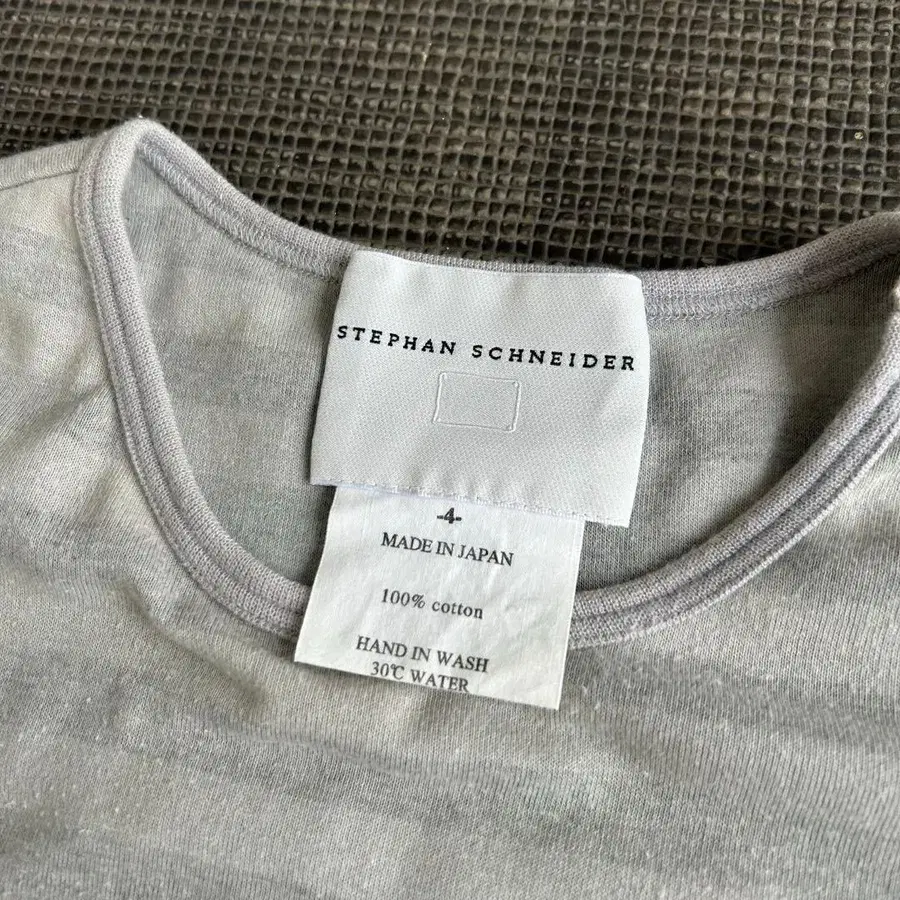 STEPHAN SCHNEIDER
-4-
MADE IN JAPAN
100% cotton
HAND IN WASH
30℃ WATER